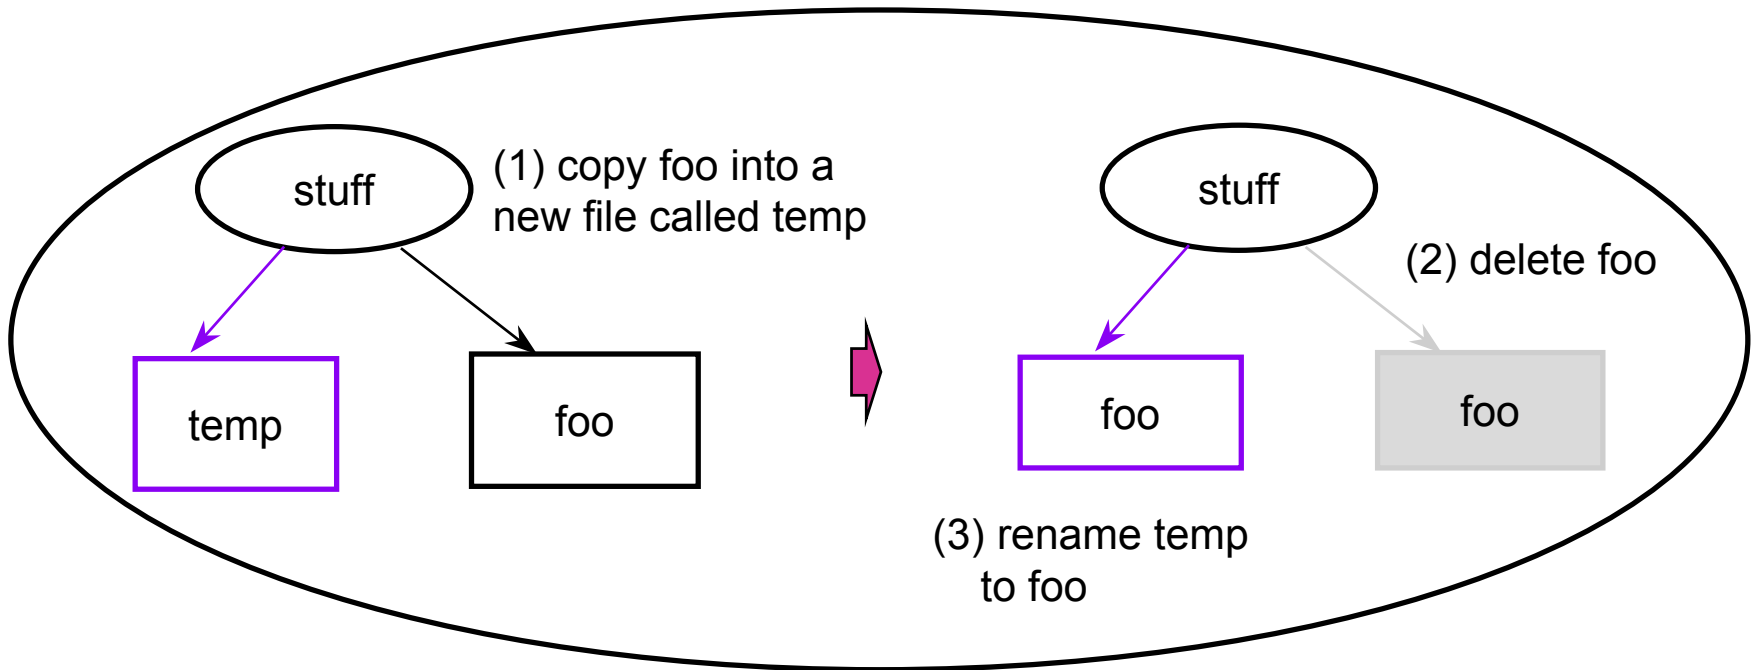 stuff
(1) copy foo into a
new file called temp
temp
foo
stuff
(2) delete foo
foo
foo
(3) rename temp
to foo